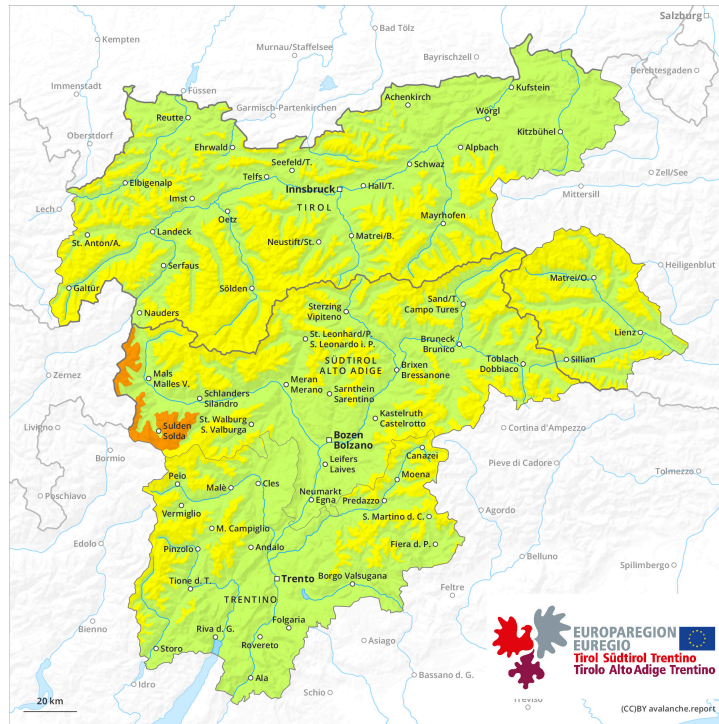 Salzburg
Kempten
Bad Tölz
Murnau/Staffelsee
Bayrischzell
Berchtesgaden
Immenstadt
Füssen
Kufstein
Garmisch-Partenkirchen
Achenkirch
Reutte
Wörgl
Oberstdorf
Kitzbühel
Ehrwald
Alpbach
Seefeld/T.
Schwaz
Zell/See
Telfs
Elbigenalp
Innsbruck
Hall/T.
Imst
Mittersill
Lech
TIROL
Oetz
Mayrhofen
St. Anton/A.
Landeck
Neustift/St.
Matrei/B.
Heiligenblut
Serfaus
Matrei/O.
Galtür
Sölden
Nauders
Sand/T.
Campo Tures
Sterzing
Vipiteno
Lienz
St. Leonhard/P.
S. Leonardo i. P.
Bruneck
Brunico
Sillian
Toblach
Dobbiaco
SÜDTIROL
ALTO ADIGE
Brixen
Bressanone
Zernez
Mals
Malles V.
Meran
Merano
Sarnthein
Sarentino
Schlanders
Silandro
St. Walburg
S. Valburga
Kastelruth
Castelrotto
Livigno
Sulden
Solda
Cortina d'Ampezzo
Bozen
Bolzano
Bormio
Canazei
Leifers
Laives
Pieve di Cadore
Tolmezzo
Peio
Malè
Cles
Moena
Poschiavo
Neumarkt
Egna
Predazzo
Vermiglio
Agordo
S. Martino d. C.
M. Campiglio
Edolo
Pinzolo
Andalo
Fiera d. P.
Belluno
Spilimbergo
Trento
Tione d. T.
Borgo Valsugana
Feltre
TRENTINO
Folgaria
Bienno
Riva d. G.
Storo
Rovereto
Asiago
Ala
Idro
Schio
Bassano d. G.
EUROPAREGION
EUREGIO
Tirol Südtirol Trentino
Tirolo Alto Adige Trentino
Treviso
20 km
(CC)BY avalanche.report